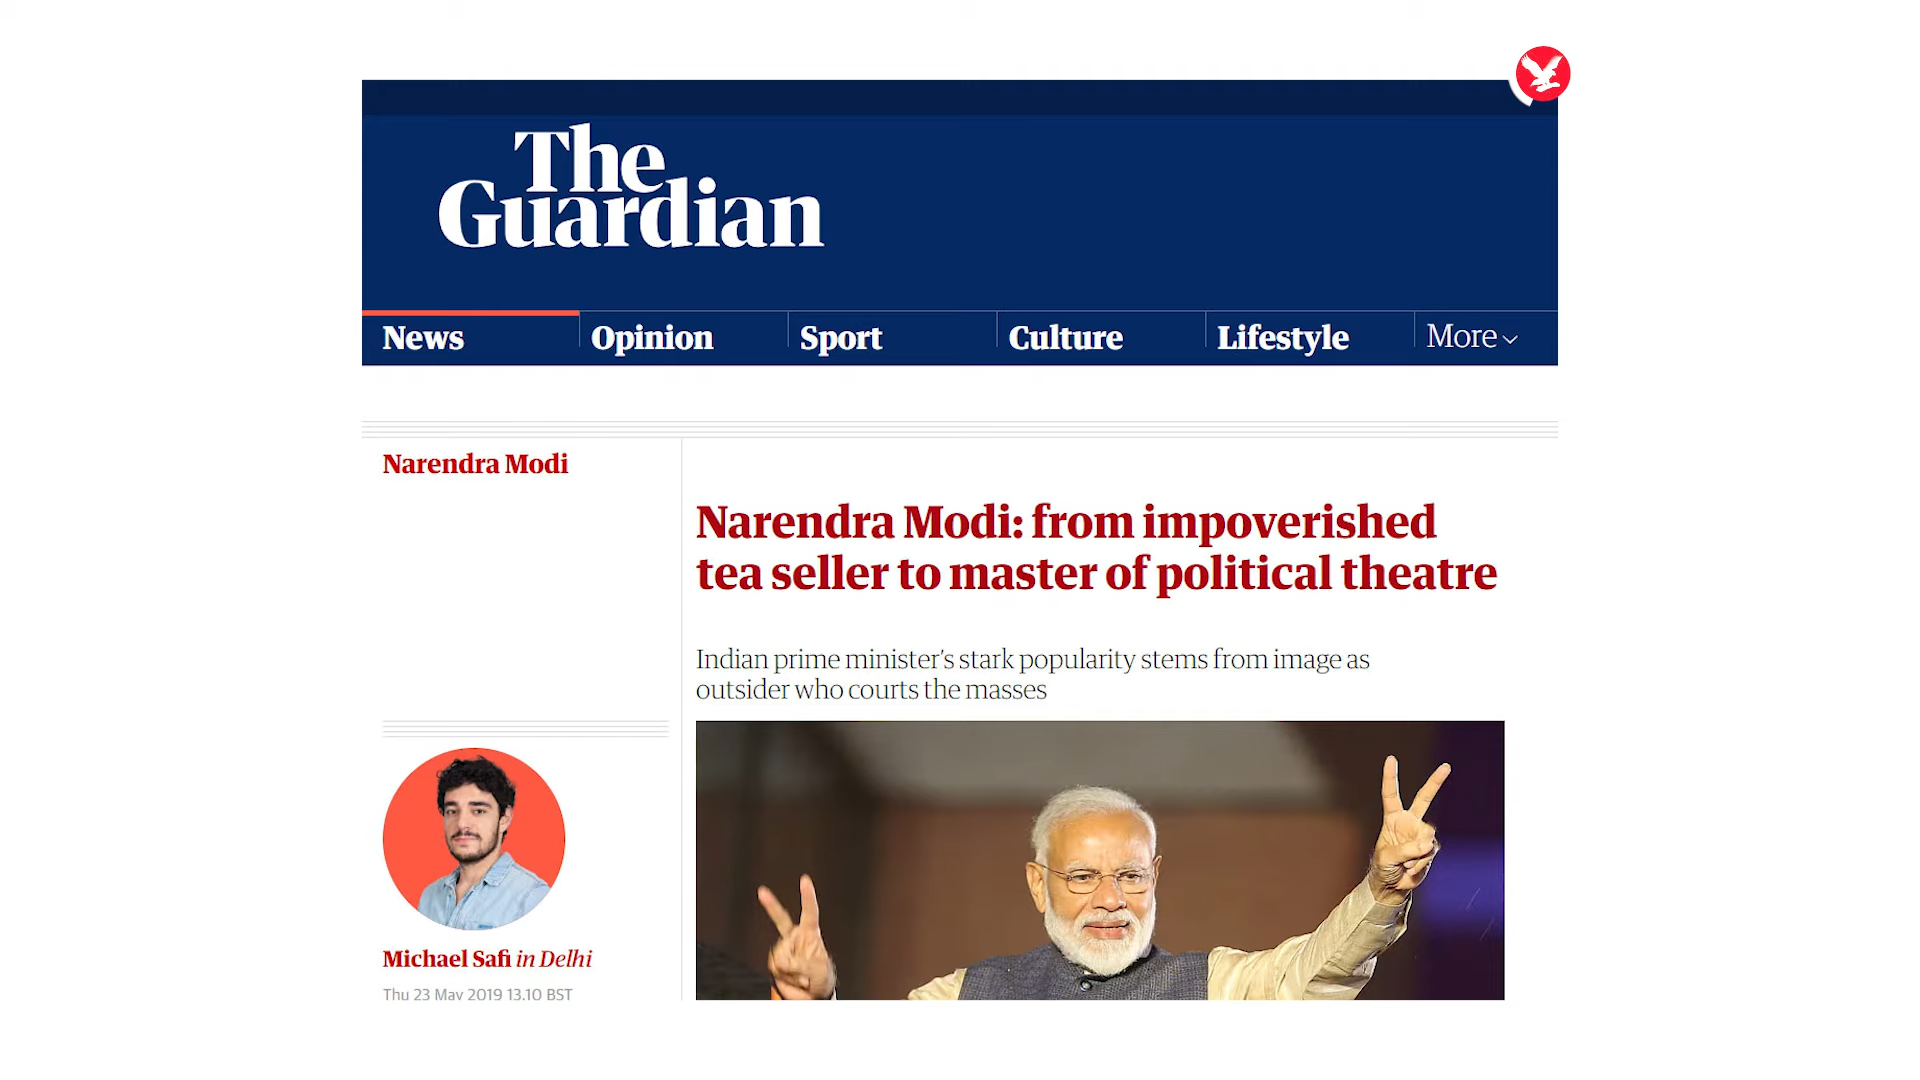 The
Guardian
News
Opinion
Sport
Culture
Lifestyle
More
Narendra Modi
Narendra Modi: from impoverished
tea seller to master of political theatre
Indian prime minister’s stark popularity stems from image as
outsider who courts the masses
Michael Safi in Delhi
Thu 23 May 2019 13.10 BST